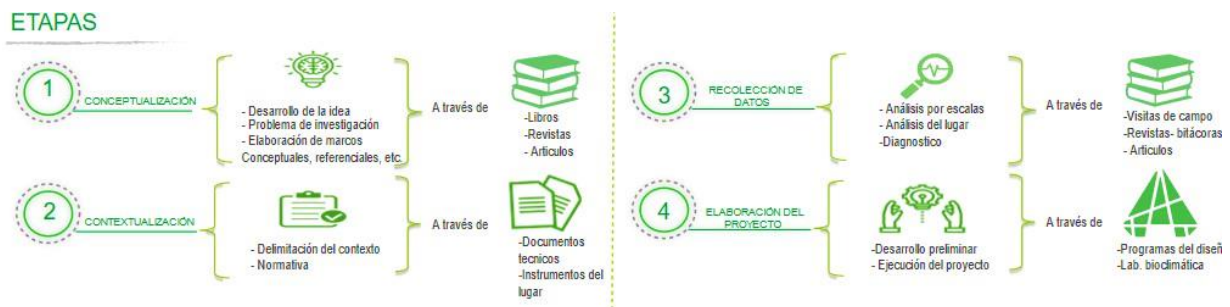 ETAPAS
1
CONCEPTUALIZACIÓN
- Desarrollo de la idea
- Problema de investigación
- Elaboración de marcos
Conceptuales, referenciales, etc.
A través de
-Libros
-Revistas
- Articulos
2
CONTEXTUALIZACIÓN
- Delimitación del contexto
- Normativa
A través de
-Documentos
tecnicos
-Instrumentos del
lugar
3
RECOLECCIÓN DE
DATOS
- Análisis por escalas
- Análisis del lugar
-Diagnostico
A través de
-Visitas de campo
-Revistas- bitácoras
- Articulos
4
ELABORACIÓN DEL
PROYECTO
-Desarrollo preliminar
- Ejecución del proyecto
A través de
-Programas del diseñ
-Lab. bioclimática